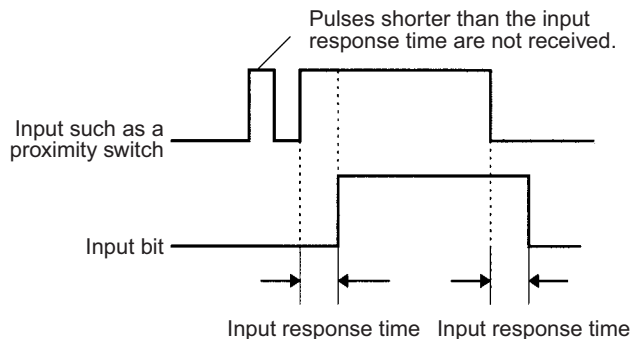 Pulses shorter than the input
response time are not received.
Input such as a
proximity switch
Input bit
Input response time
Input response time